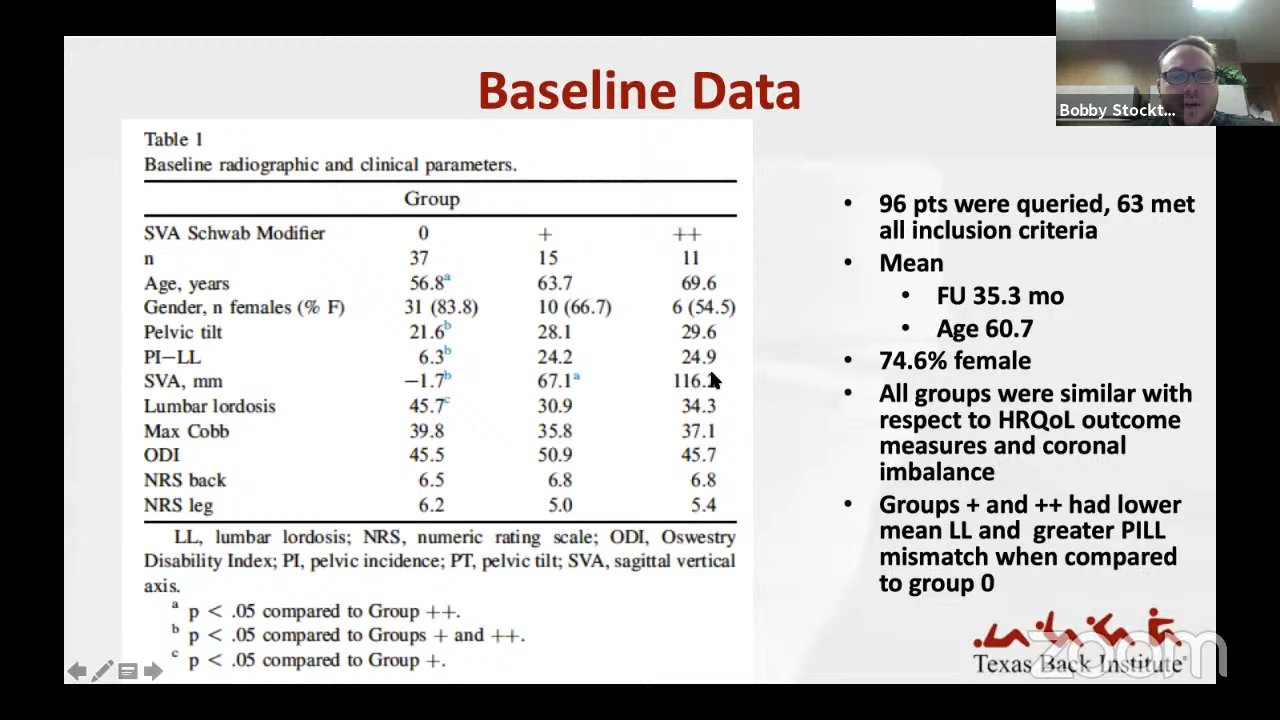 Baseline Data
Bobby Stockt...
Table 1
Baseline radiographic and clinical parameters.
Group
SVA Schwab Modifier 0 + ++
n 37 15 11
Age, years 56.8a 63.7 69.6
Gender, n females (% F) 31 (83.8) 10 (66.7) 6 (54.5)
Pelvic tilt 21.6b 28.1 29.6
PI−LL 6.3b 24.2 24.9
SVA, mm −1.7b 67.1a
Lumbar lordosis 45.7c 30.9 34.3
Max Cobb 39.8 35.8 37.1
ODI 45.5 50.9 45.7
NRS back 6.5 6.8 6.8
NRS leg 6.2 5.0 5.4
LL, lumbar lordosis; NRS, numeric rating scale; ODI, Oswestry
Disability Index; PI, pelvic incidence; PT, pelvic tilt; SVA, sagittal vertical
axis.
a p < .05 compared to Group ++.
b p < .05 compared to Groups + and ++.
c p < .05 compared to Group +.
• 96 pts were queried, 63 met
all inclusion criteria
• Mean
• FU 35.3 mo
• Age 60.7
• 74.6% female
• All groups were similar with
respect to HRQoL outcome
measures and coronal
imbalance
• Groups + and ++ had lower
mean LL and greater PILL
mismatch when compared
to group 0
zoom
Texas Back Institute